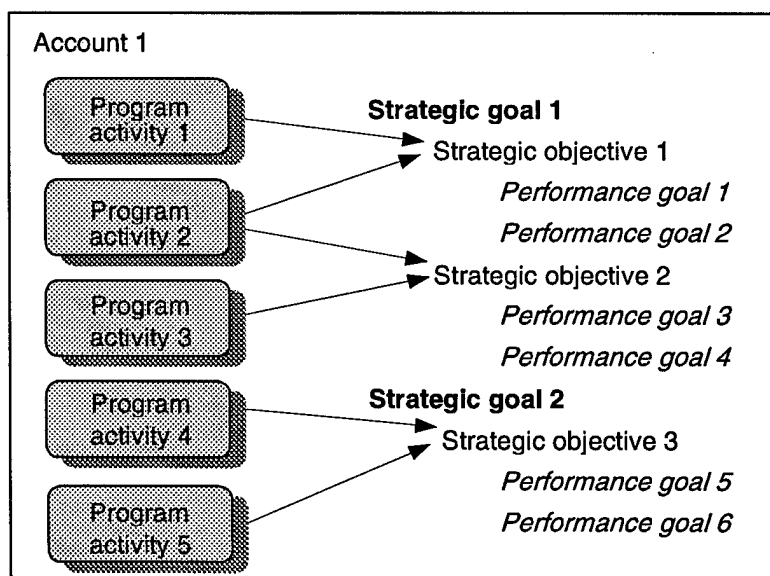 Account 1
Program
activity 1
Program
activity 2
Program
activity 3
Program
activity 4
Program
activity 5
Strategic goal 1
Strategic objective 1
Performance goal 1
Performance goal 2
Strategic objective 2
Performance goal 3
Performance goal 4
Strategic goal 2
Strategic objective 3
Performance goal 5
Performance goal 6